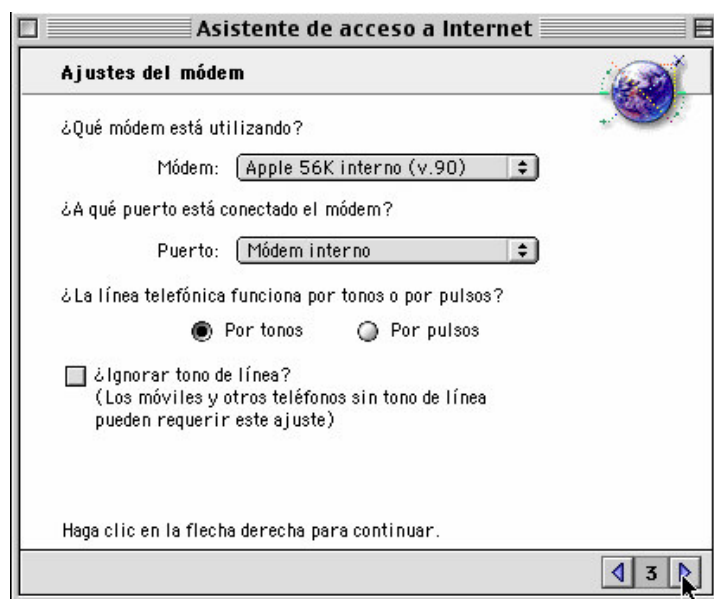 Asistente de acceso a Internet
Ajustes del módem
¿Qué módem está utilizando?
Módem: Apple 56K interno (v.90)
¿A qué puerto está conectado el módem?
Puerto: Módem interno
¿La línea telefónica funciona por tonos o por pulsos?
Por tonos Por pulsos
¿Ignorar tono de línea?
(Los móviles y otros teléfonos sin tono de línea
pueden requerir este ajuste)
Haga clic en la flecha derecha para continuar.
3